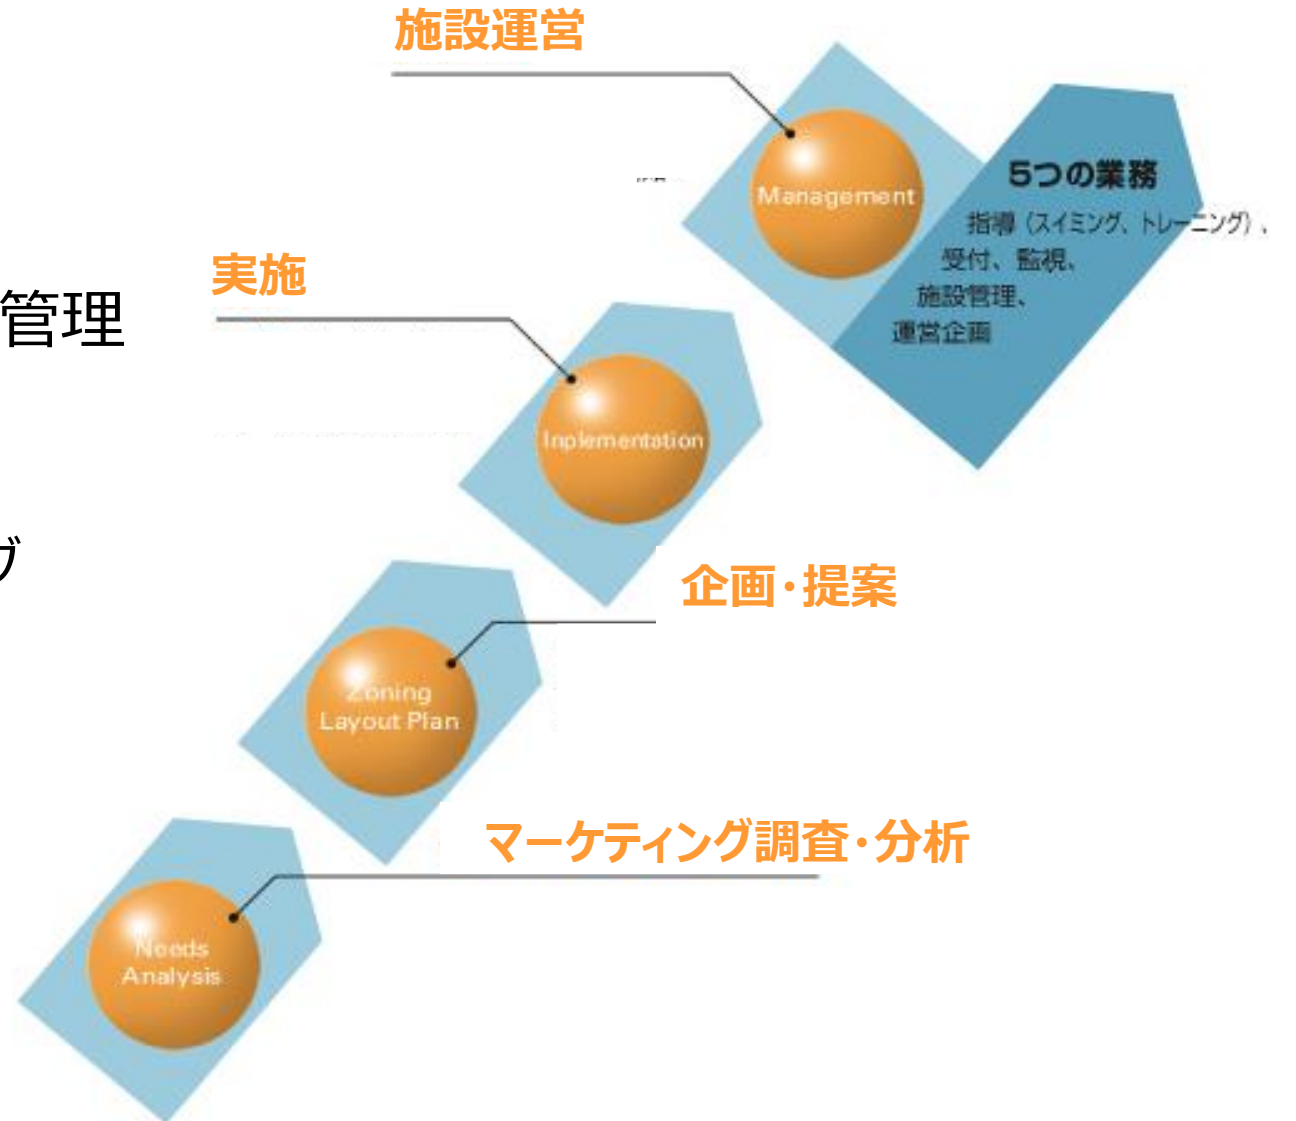 施設運営
Management
5つの業務
指導（スイミング、トレーニング）、
受付、監視、
施設管理、
運営企画
実施
管理
Inplementation
企画・提案
Zoning
Layout Plan
マーケティング調査・分析
Needs
Analysis